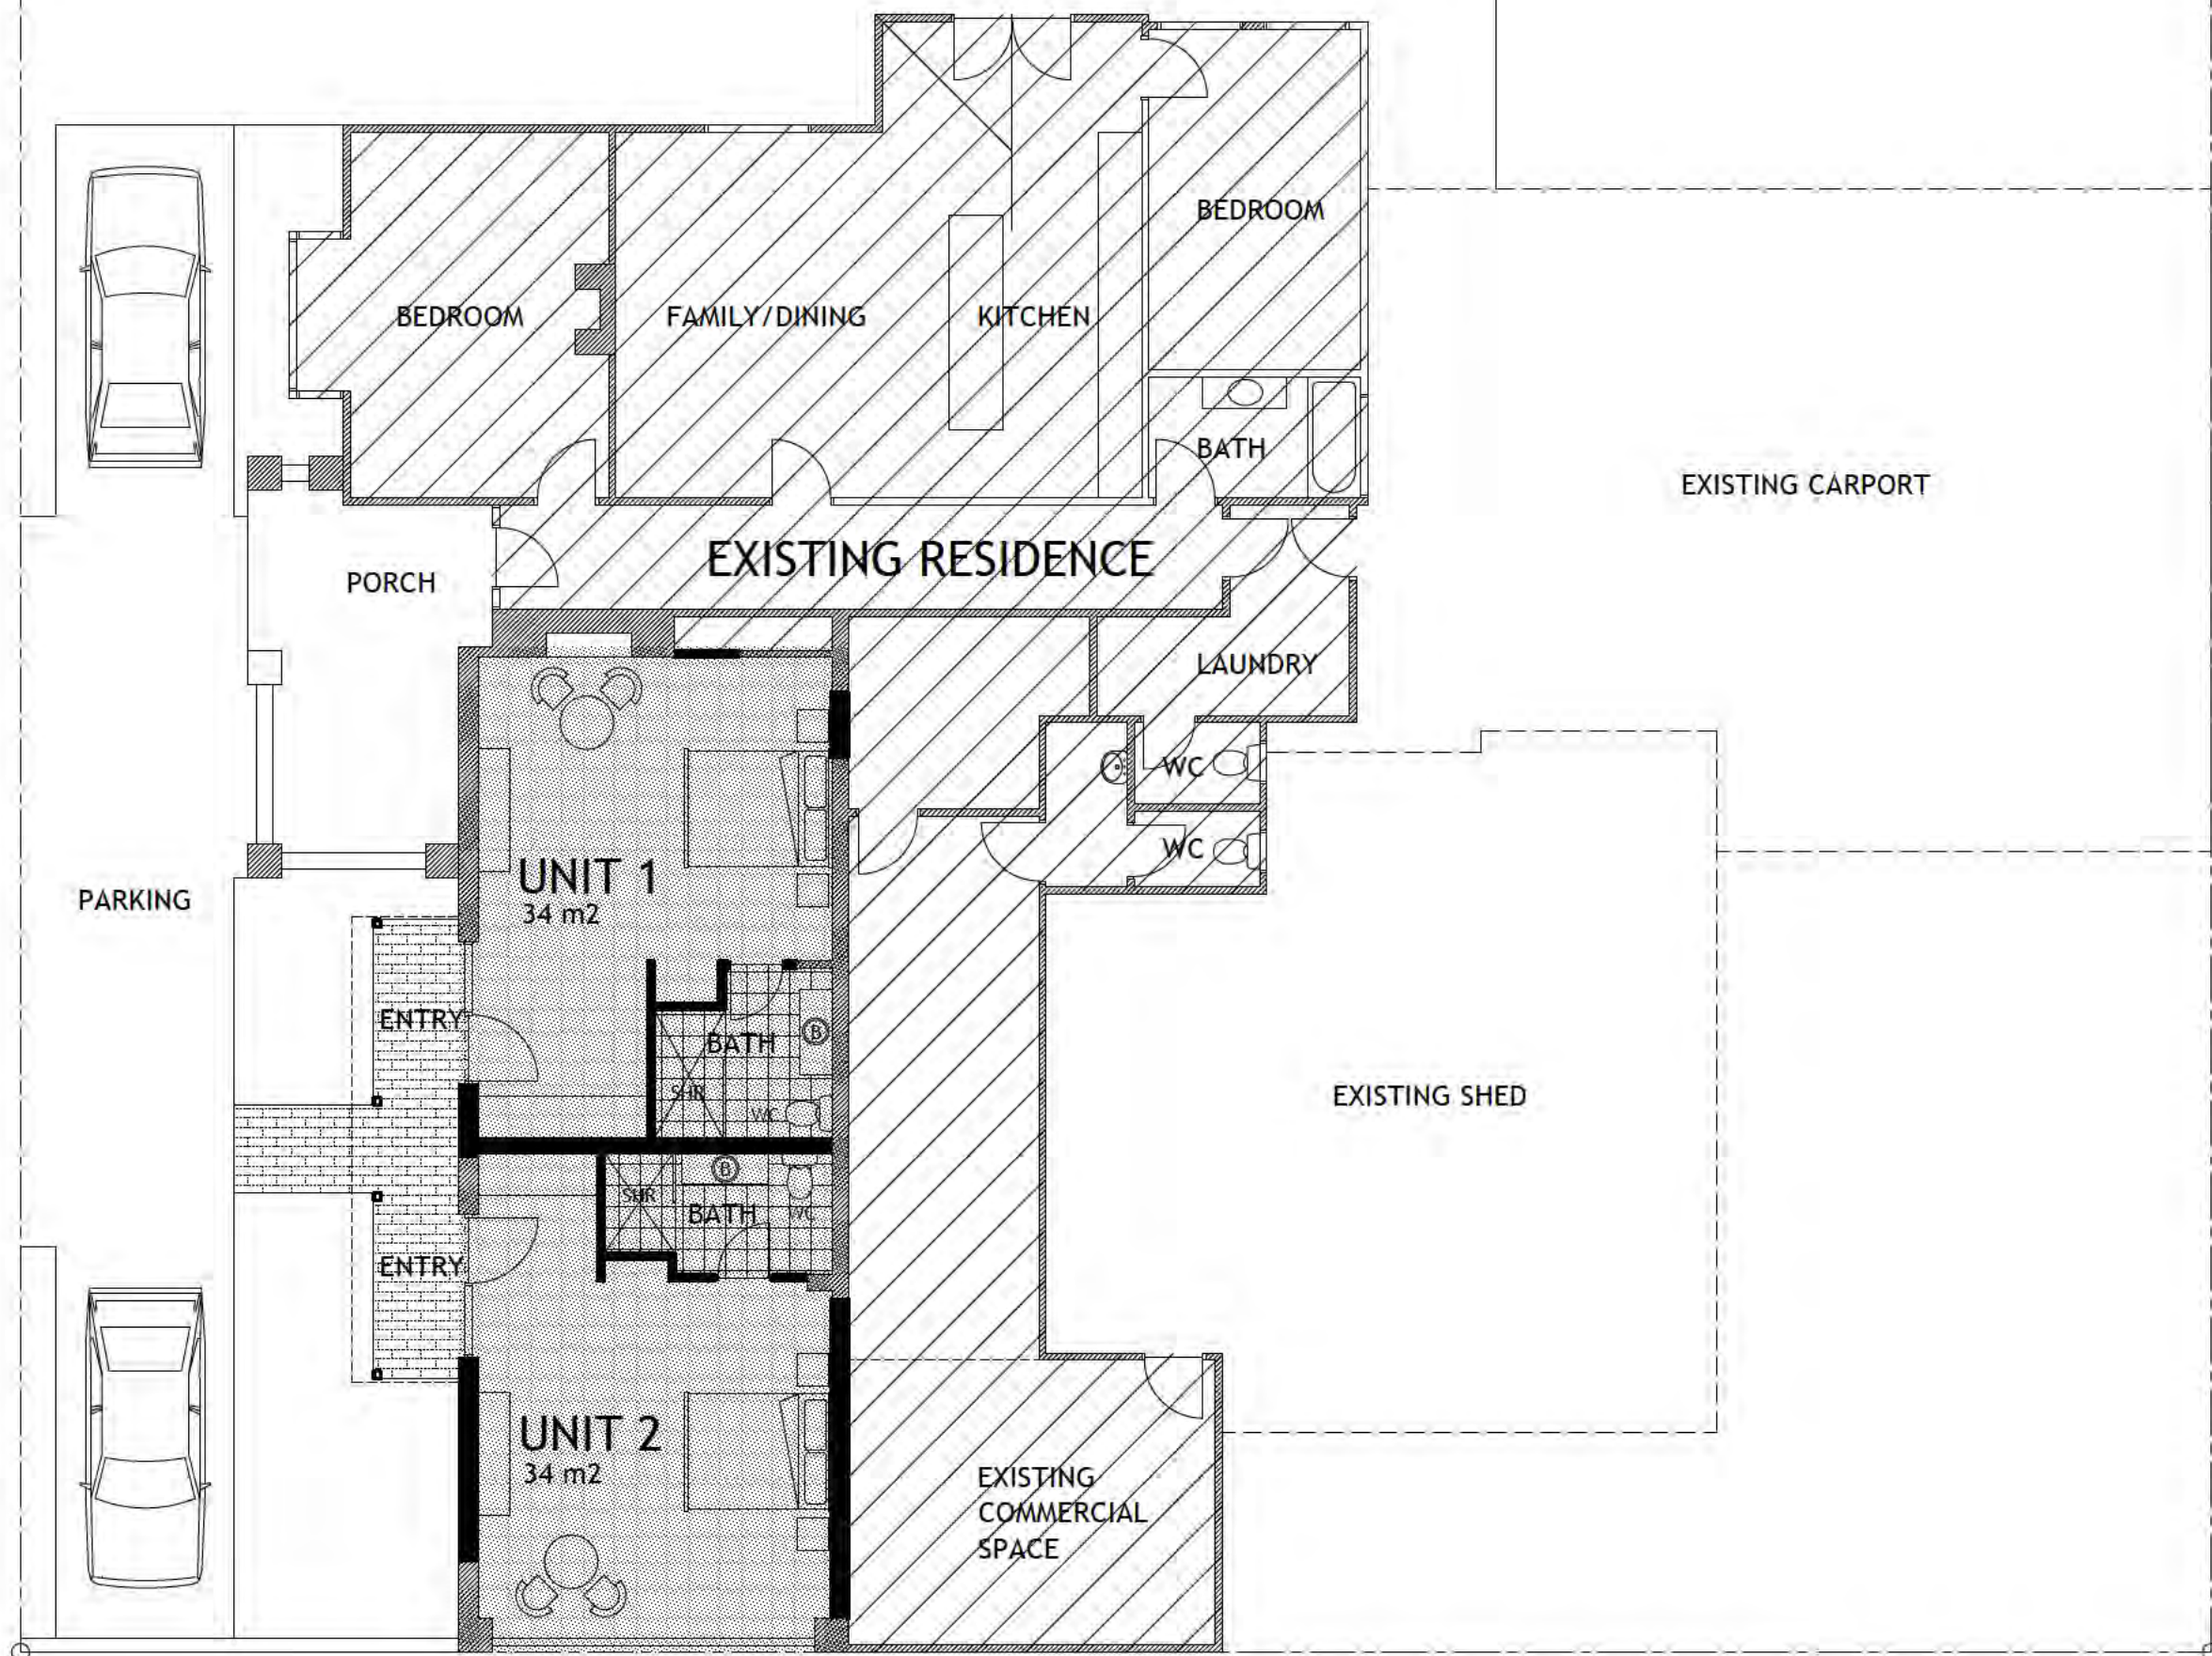 BEDROOM
BEDROOM
FAMILY/DINING
KITCHEN
BATH
EXISTING CARPORT
EXISTING RESIDENCE
PORCH
LAUNDRY
WC
WC
UNIT 1
34 m2
PARKING
ENTRY
BATH
B
SHR
WC
B
SHR
BATH
WC
ENTRY
EXISTING SHED
UNIT 2
34 m2
EXISTING
COMMERCIAL
SPACE